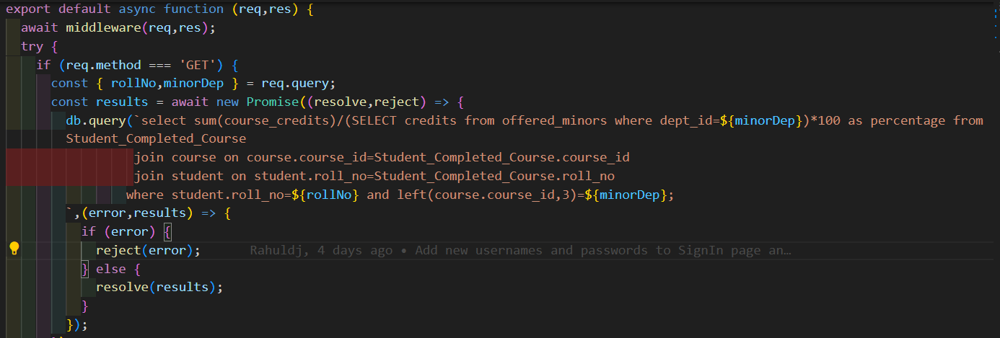 export default async function (req,res) {
await middleware(req,res);
try {
if (req.method === 'GET') {
const { rollNo,minorDep } = req.query;
const results = await new Promise((resolve,reject) => {
db.query(`select sum(course_credits)/(SELECT credits from offered_minors where dept_id=${minorDep})*100 as percentage from
Student_Completed_Course
join course on course.course_id=Student_Completed_Course.course_id
join student on student.roll_no=Student_Completed_Course.roll_no
where student.roll_no=${rollNo} and left(course.course_id,3)=${minorDep};
`,(error,results) => {
if (error) {
reject(error); Rahuldj, 4 days ago • Add new usernames and passwords to SignIn page an…
} else {
resolve(results);
}
});